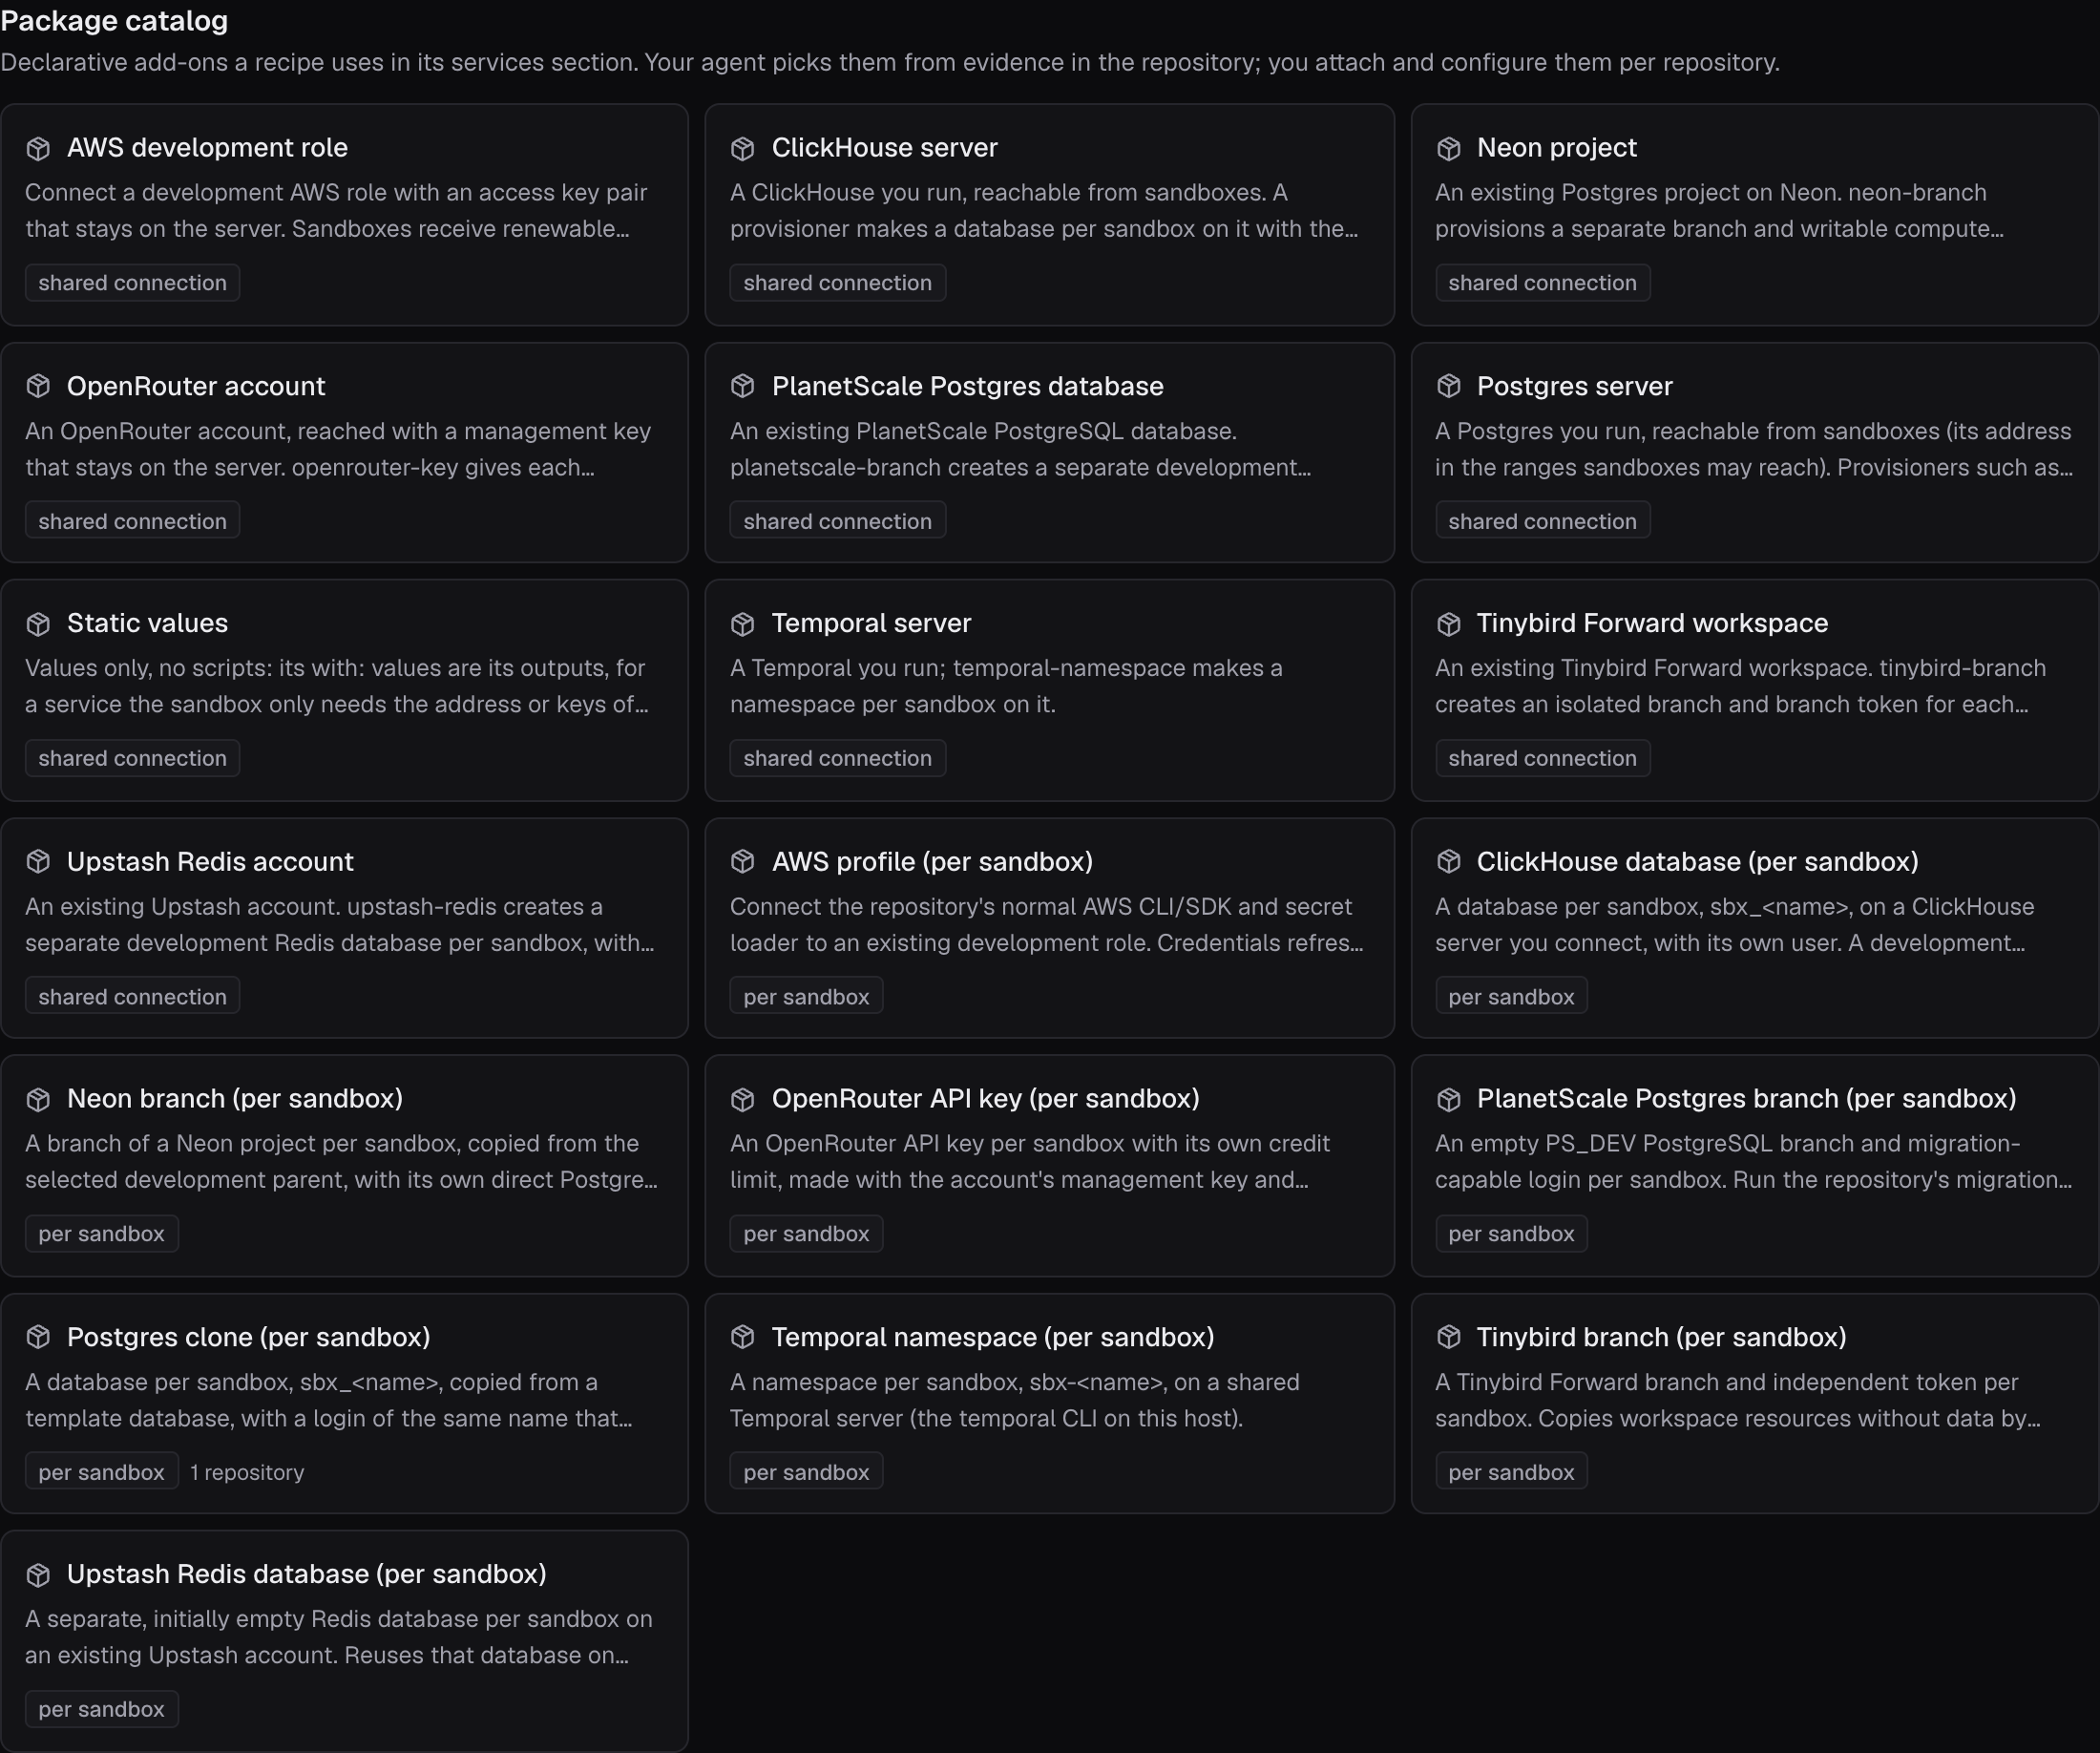 Package catalog
Declarative add-ons a recipe uses in its services section. Your agent picks them from evidence in the repository; you attach and configure them per repository.
AWS development role
Connect a development AWS role with an access key pair
that stays on the server. Sandboxes receive renewable…
shared connection
ClickHouse server
A ClickHouse you run, reachable from sandboxes. A
provisioner makes a database per sandbox on it with the…
shared connection
Neon project
An existing Postgres project on Neon. neon-branch
provisions a separate branch and writable compute…
shared connection
OpenRouter account
An OpenRouter account, reached with a management key
that stays on the server. openrouter-key gives each…
shared connection
PlanetScale Postgres database
An existing PlanetScale PostgreSQL database.
planetscale-branch creates a separate development…
shared connection
Postgres server
A Postgres you run, reachable from sandboxes (its address
in the ranges sandboxes may reach). Provisioners such as…
shared connection
Static values
Values only, no scripts: its with: values are its outputs, for
a service the sandbox only needs the address or keys of…
shared connection
Temporal server
A Temporal you run; temporal-namespace makes a
namespace per sandbox on it.
shared connection
Tinybird Forward workspace
An existing Tinybird Forward workspace. tinybird-branch
creates an isolated branch and branch token for each…
shared connection
Upstash Redis account
An existing Upstash account. upstash-redis creates a
separate development Redis database per sandbox, with…
shared connection
AWS profile (per sandbox)
Connect the repository's normal AWS CLI/SDK and secret
loader to an existing development role. Credentials refres…
per sandbox
ClickHouse database (per sandbox)
A database per sandbox, sbx_<name>, on a ClickHouse
server you connect, with its own user. A development…
per sandbox
Neon branch (per sandbox)
A branch of a Neon project per sandbox, copied from the
selected development parent, with its own direct Postgre…
per sandbox
OpenRouter API key (per sandbox)
An OpenRouter API key per sandbox with its own credit
limit, made with the account's management key and…
per sandbox
PlanetScale Postgres branch (per sandbox)
An empty PS_DEV PostgreSQL branch and migration-
capable login per sandbox. Run the repository's migration…
per sandbox
Postgres clone (per sandbox)
A database per sandbox, sbx_<name>, copied from a
template database, with a login of the same name that…
per sandbox 1 repository
Temporal namespace (per sandbox)
A namespace per sandbox, sbx-<name>, on a shared
Temporal server (the temporal CLI on this host).
per sandbox
Tinybird branch (per sandbox)
A Tinybird Forward branch and independent token per
sandbox. Copies workspace resources without data by…
per sandbox
Upstash Redis database (per sandbox)
A separate, initially empty Redis database per sandbox on
an existing Upstash account. Reuses that database on…
per sandbox